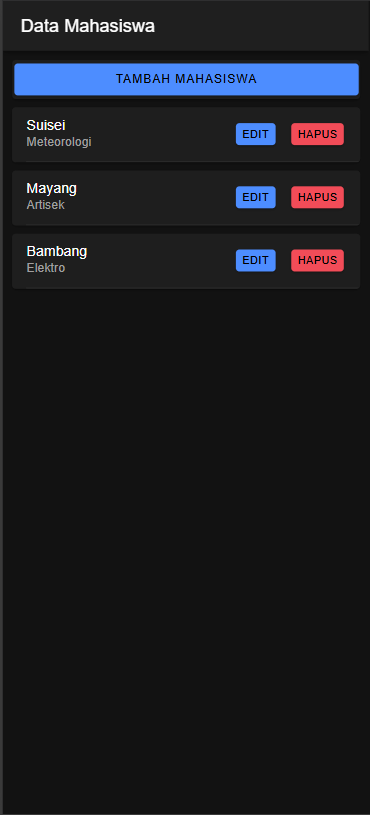 Data Mahasiswa
TAMBAH MAHASISWA
Suisei
Meteorologi
EDIT
HAPUS
Mayang
Artisek
EDIT
HAPUS
Bambang
Elektro
EDIT
HAPUS